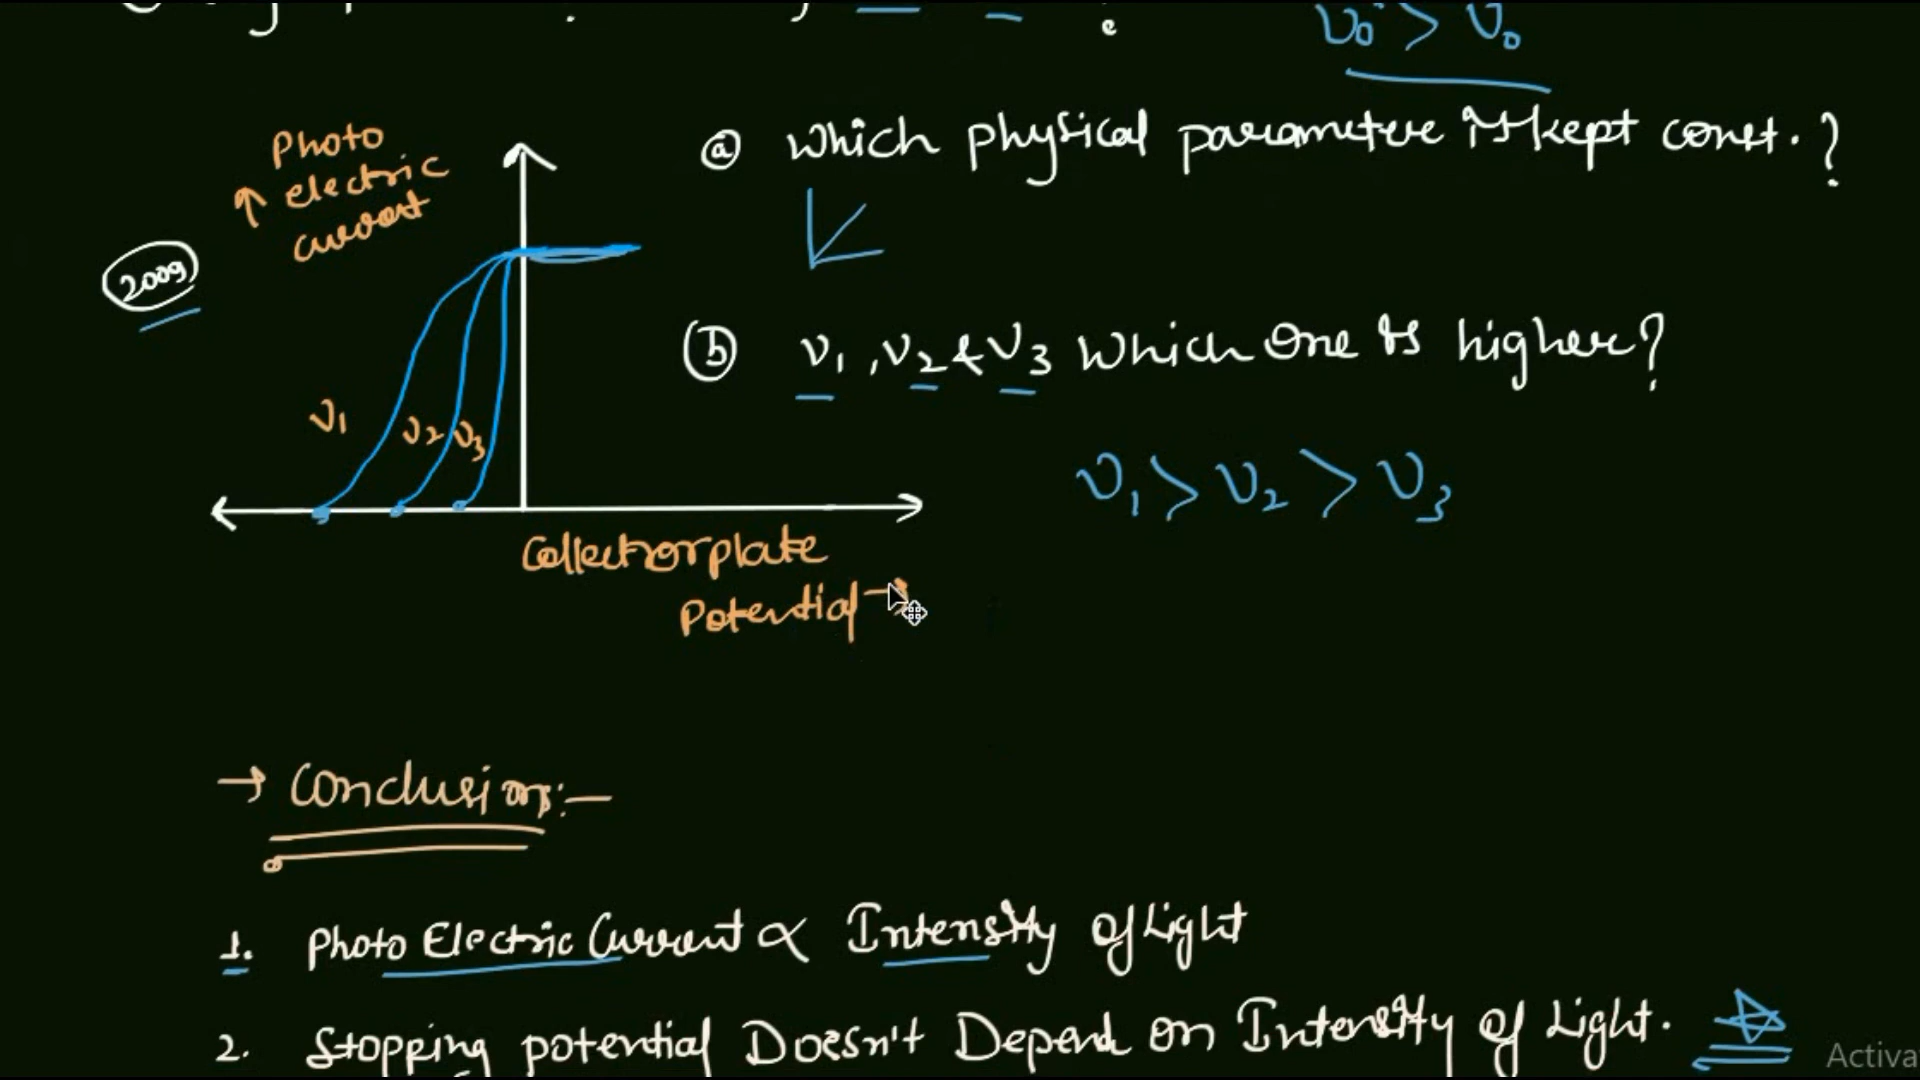 ν₀' > ν₀
Photo
electric
current
2009
ⓐ Which physical parameter is kept const.?
ⓑ ν₁, ν₂ & ν₃ which one is higher?
ν₁ ν₂ ν₃
ν₁ > ν₂ > ν₃
Collector plate
Potential →
→ Conclusion:-
1. Photo Electric Current ∝ Intensity of Light
2. Stopping potential Doesn't Depend on Intensity of Light.
Activa